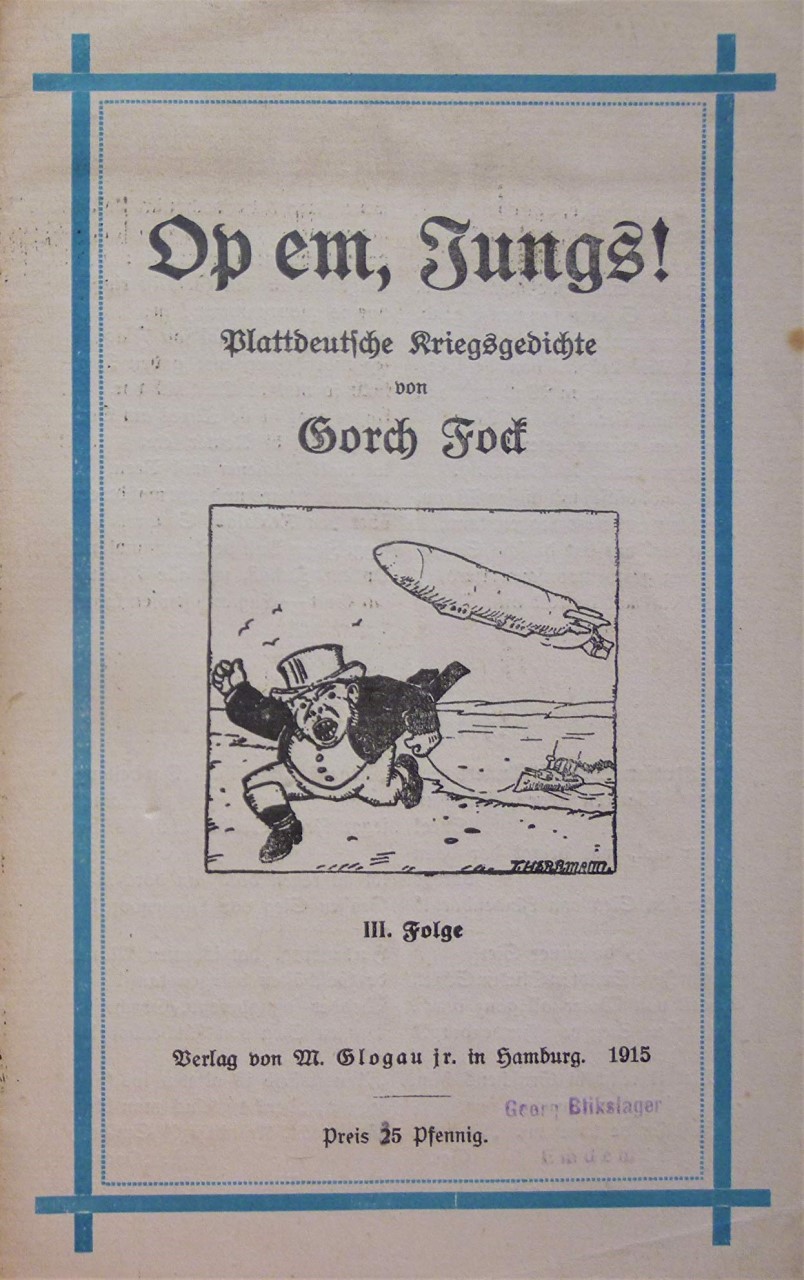 Op em, Jungs!
Plattdeutsche Kriegsgedichte
von
Gorch Fock
T. HERRMANN.
III. Folge
Verlag von M. Glogau jr. in Hamburg. 1915
Georg Blikslager
Preis 25 Pfennig.
Emden